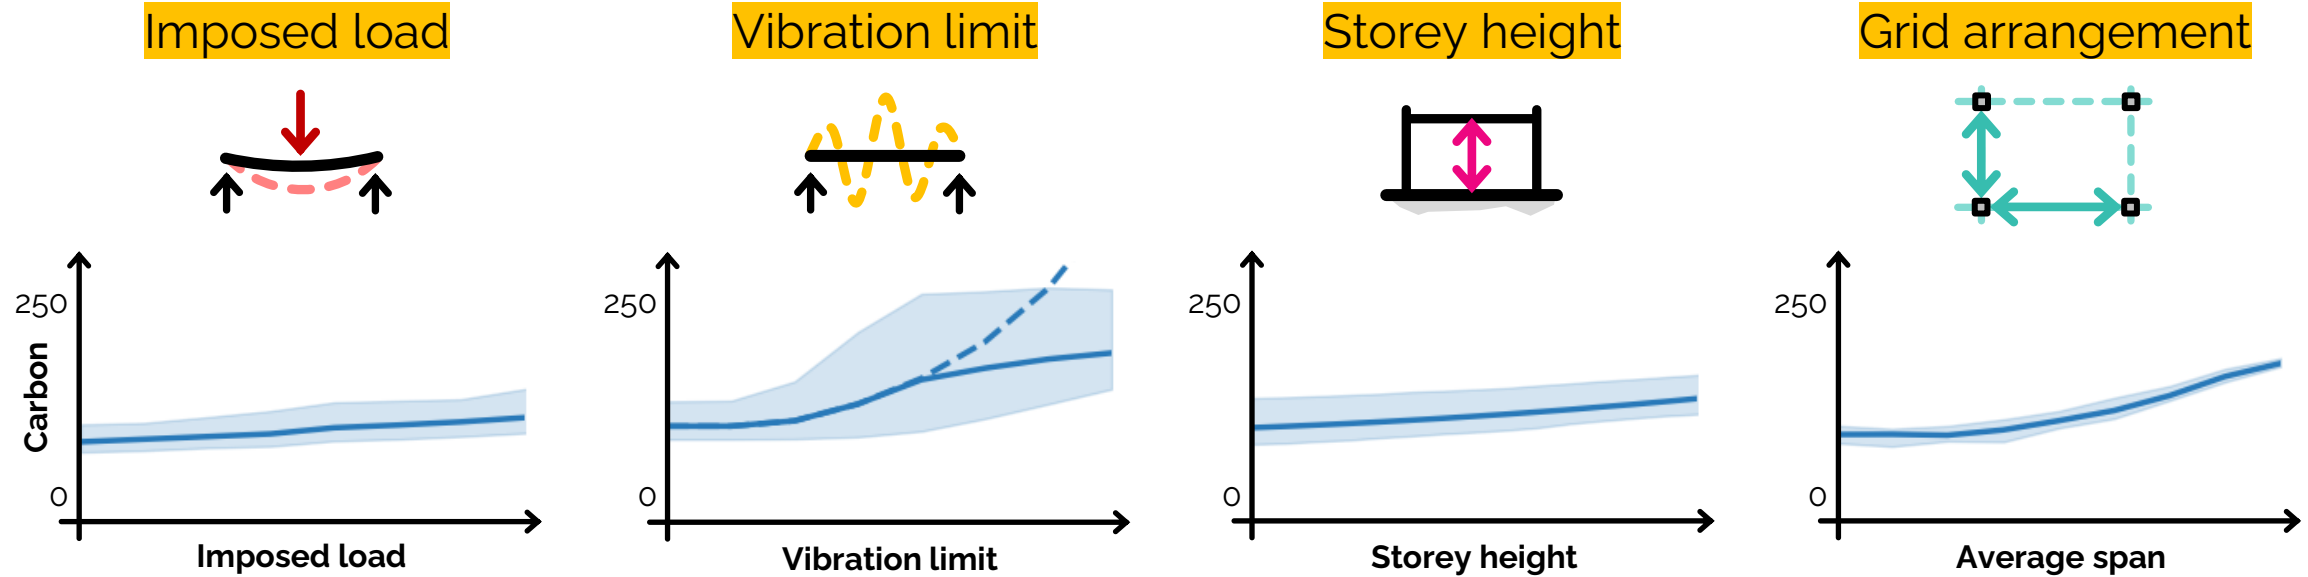 Imposed load
Vibration limit
Storey height
Grid arrangement
250
Carbon
0
Imposed load
250
0
Vibration limit
250
0
Storey height
250
0
Average span